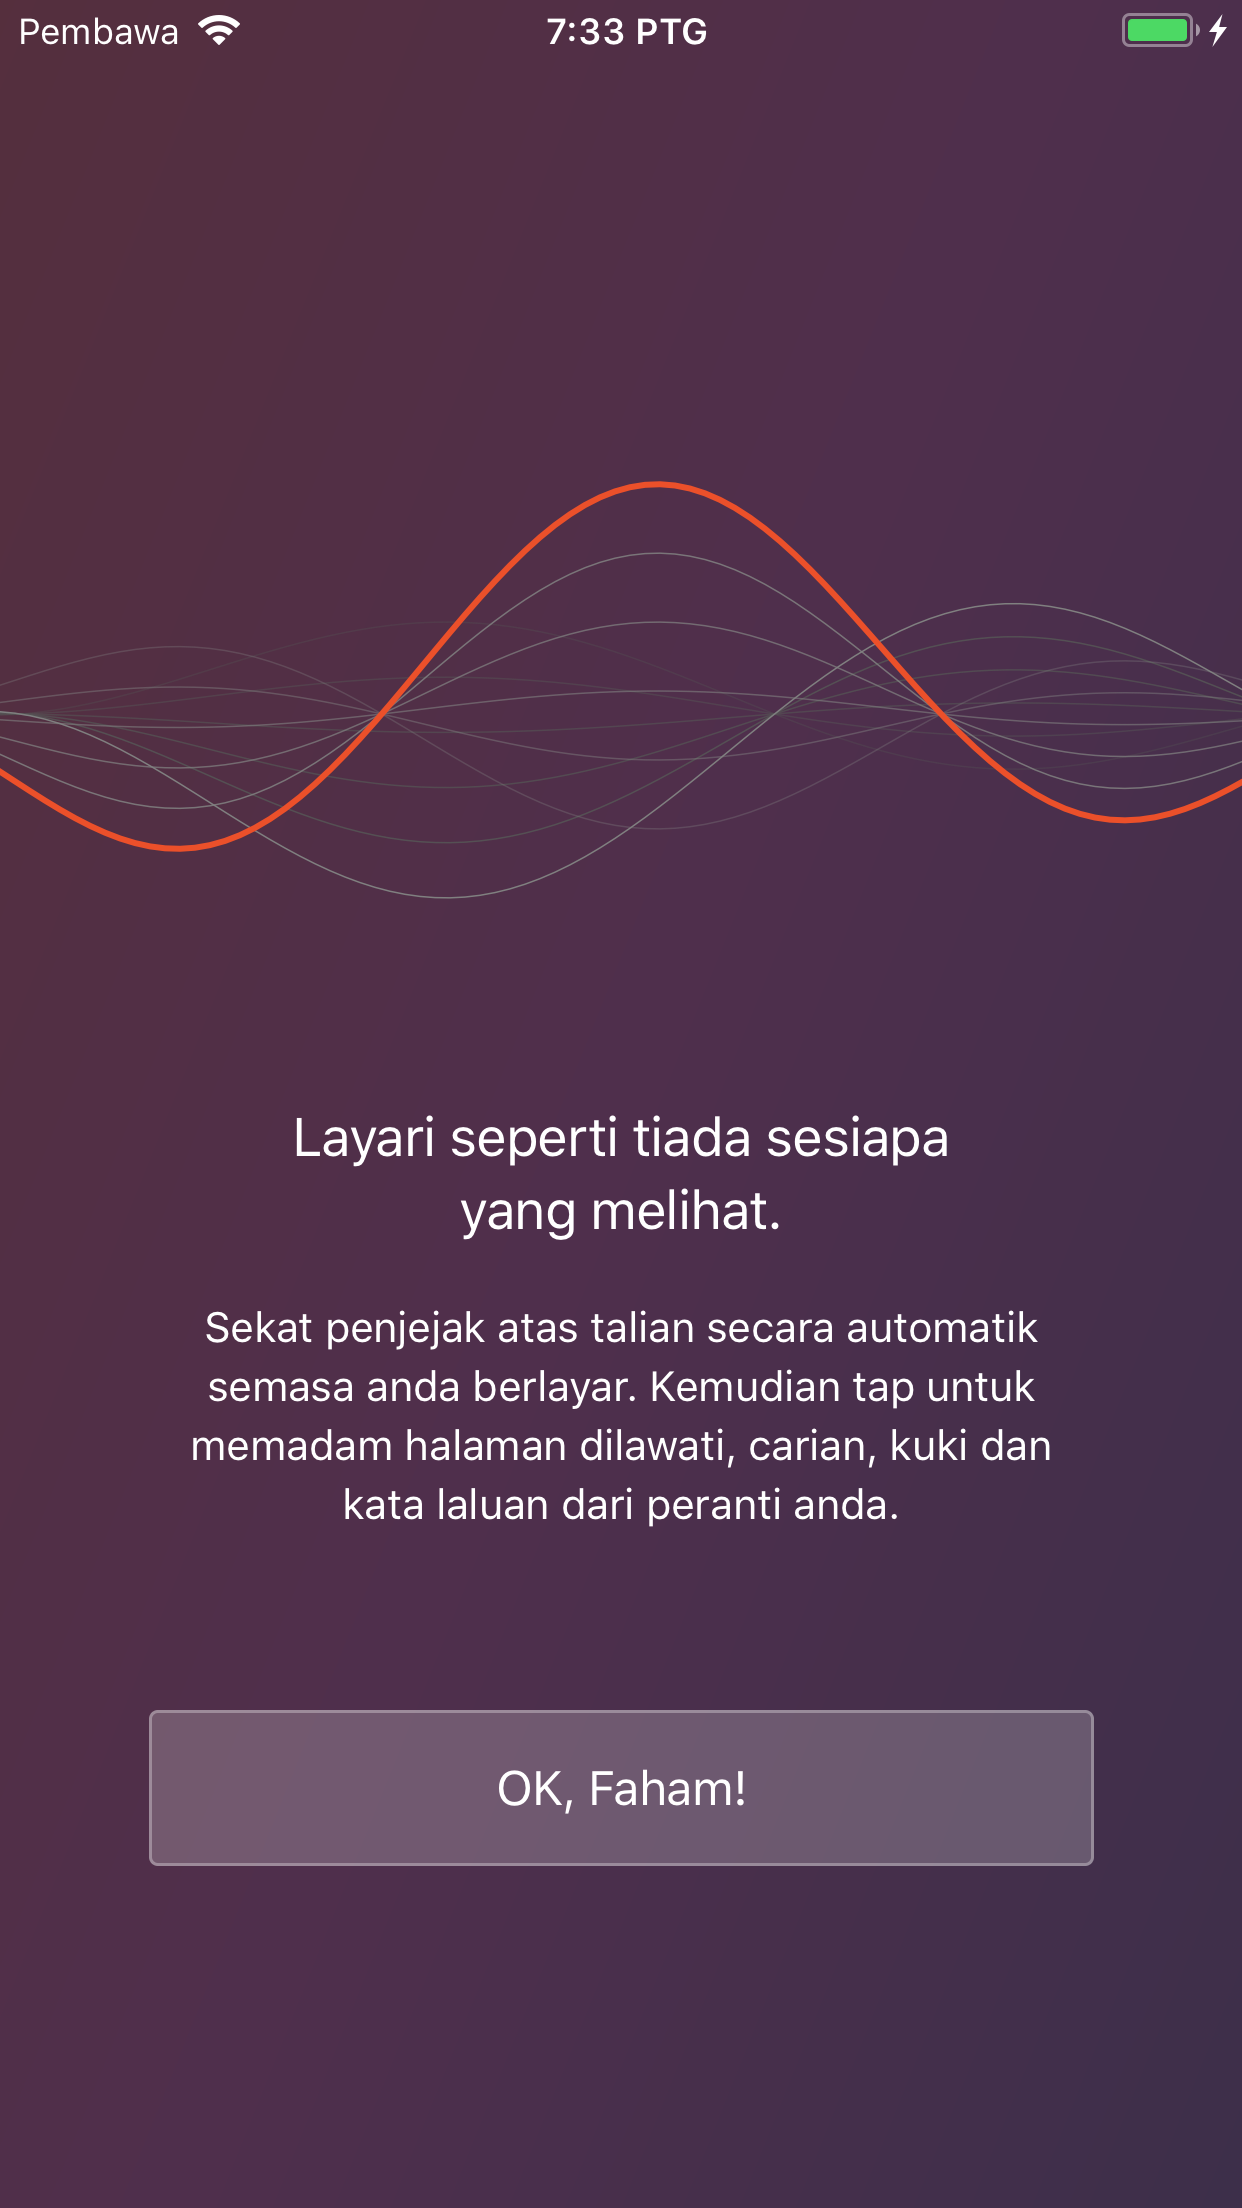 Pembawa 7:33 PTG
Layari seperti tiada sesiapa
yang melihat.
Sekat penjejak atas talian secara automatik
semasa anda berlayar. Kemudian tap untuk
memadam halaman dilawati, carian, kuki dan
kata laluan dari peranti anda.
OK, Faham!